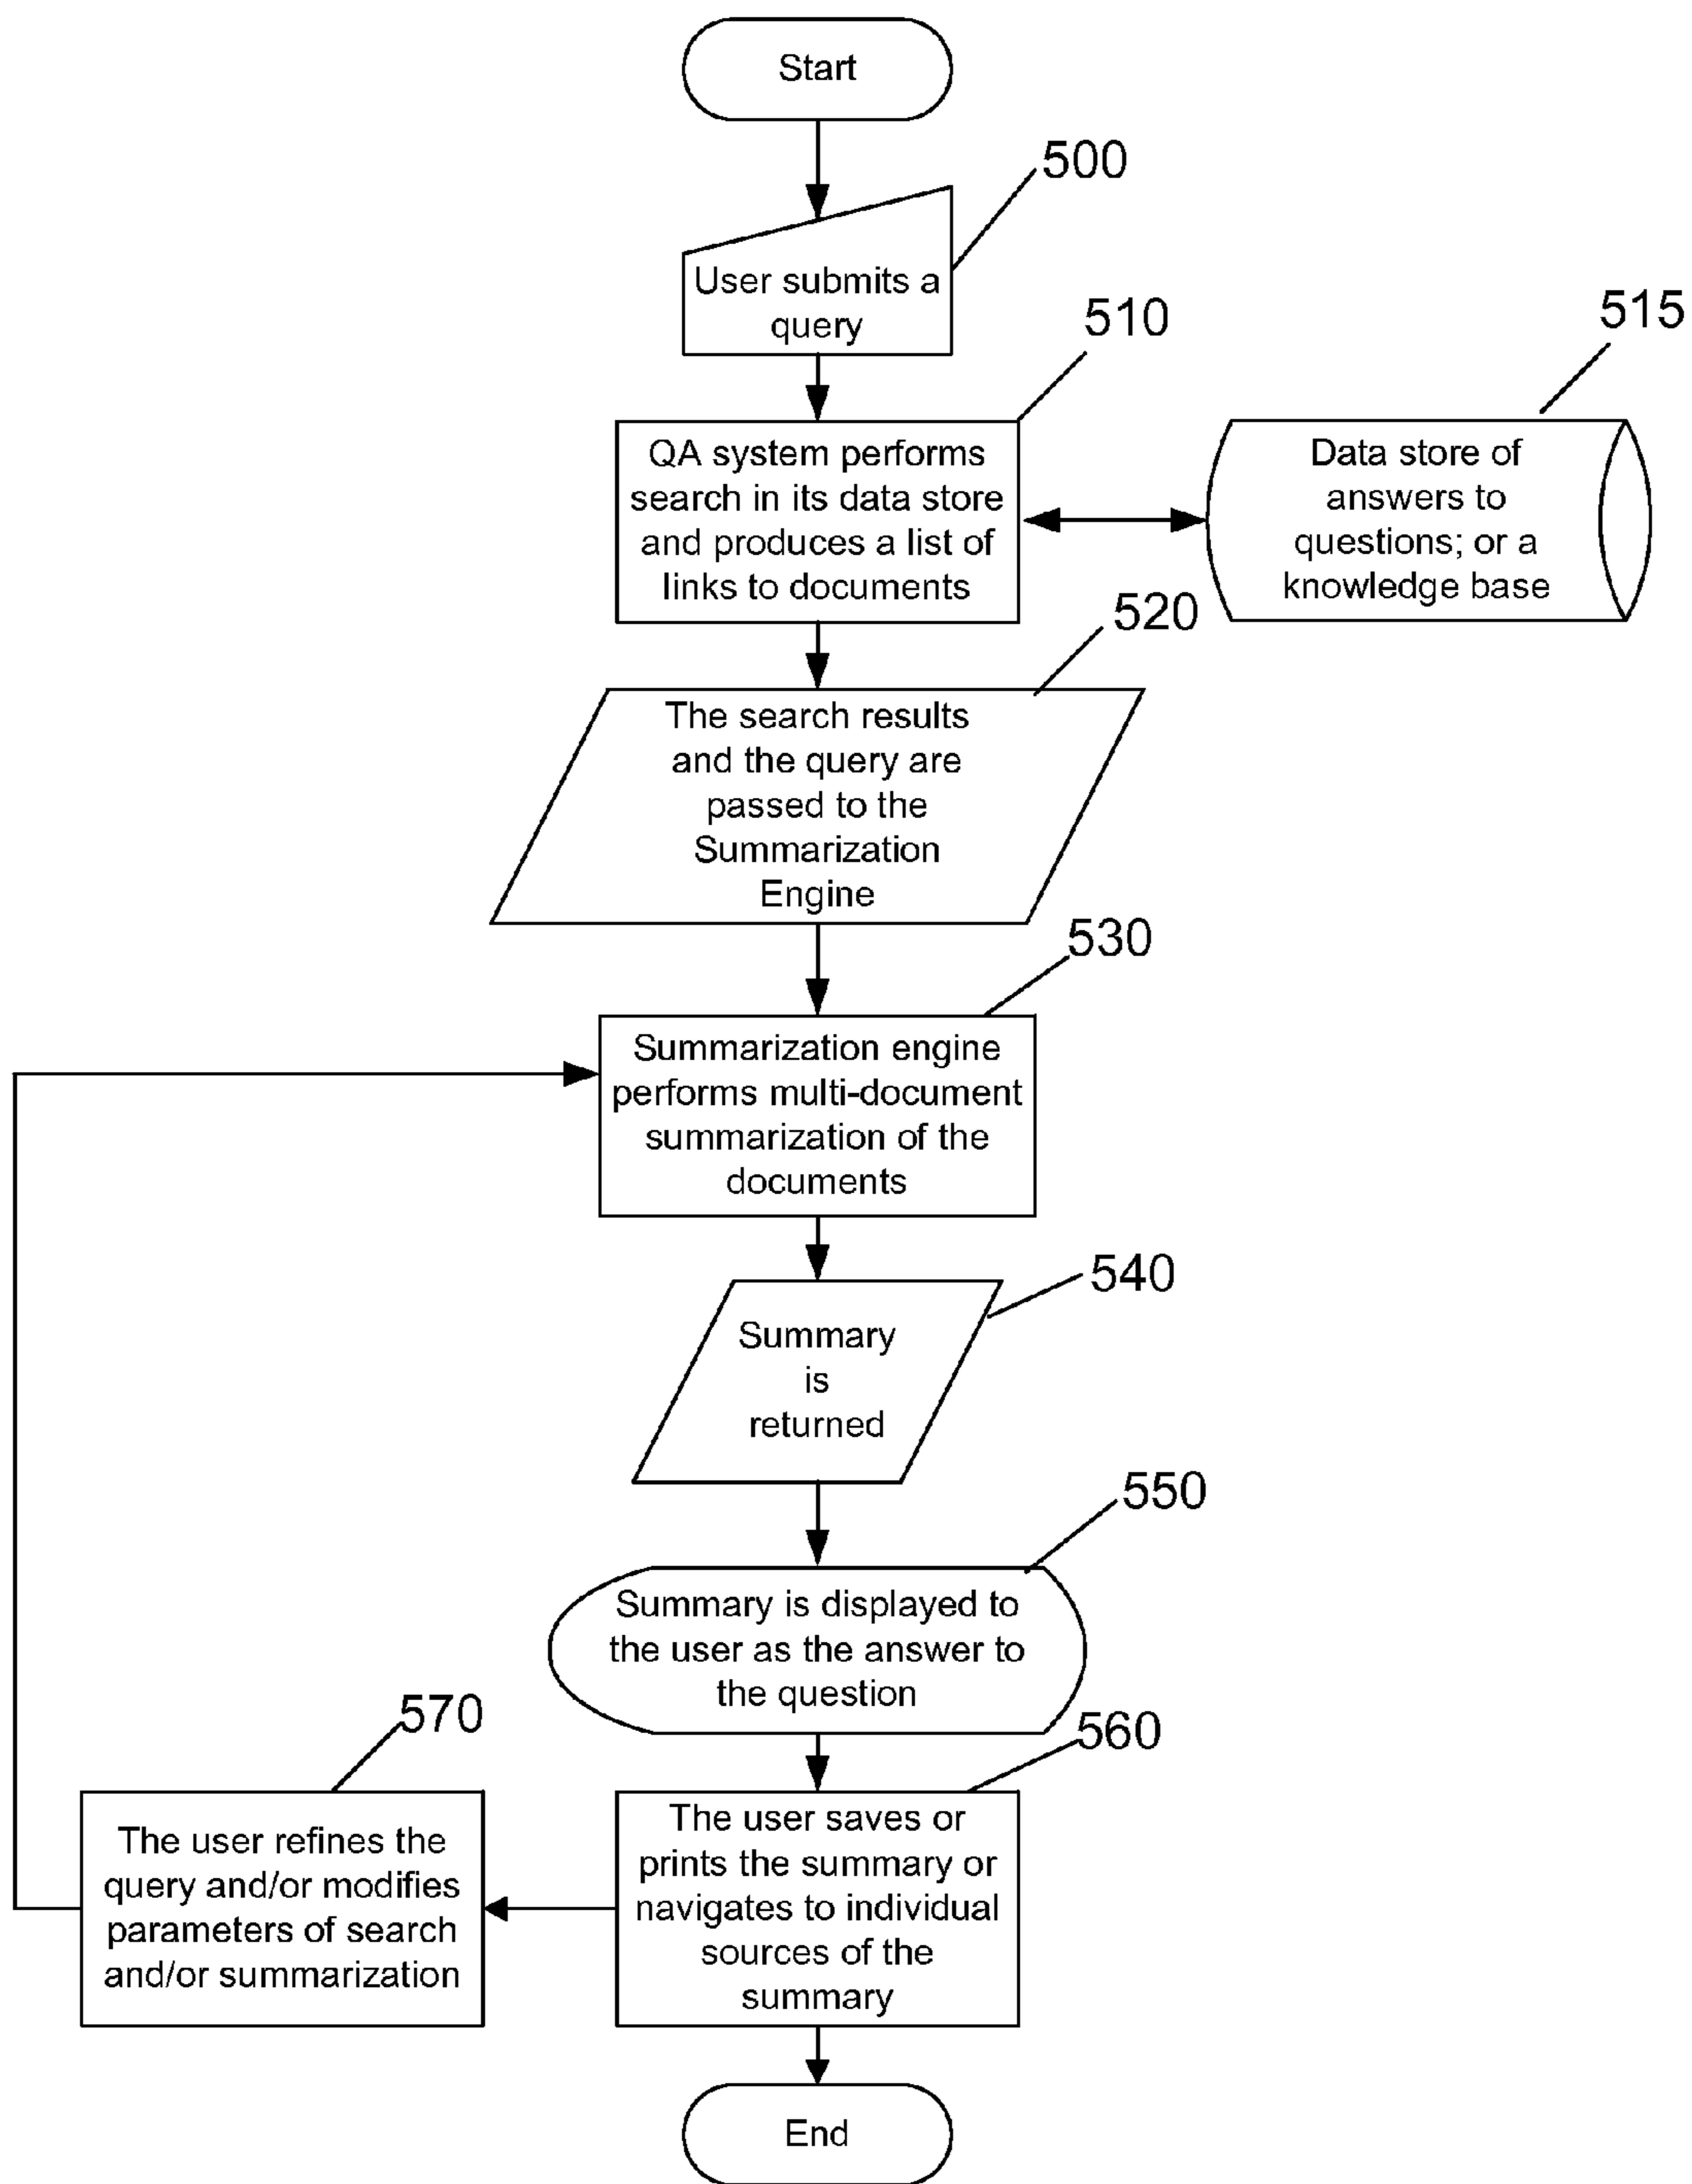 Start
500
User submits a
query
510
515
QA system performs
search in its data store
and produces a list of
links to documents
Data store of
answers to
questions; or a
knowledge base
520
The search results
and the query are
passed to the
Summarization
Engine
530
Summarization engine
performs multi-document
summarization of the
documents
540
Summary
is
returned
550
Summary is displayed to
the user as the answer to
the question
560
570
The user saves or
prints the summary or
navigates to individual
sources of the
summary
The user refines the
query and/or modifies
parameters of search
and/or summarization
End